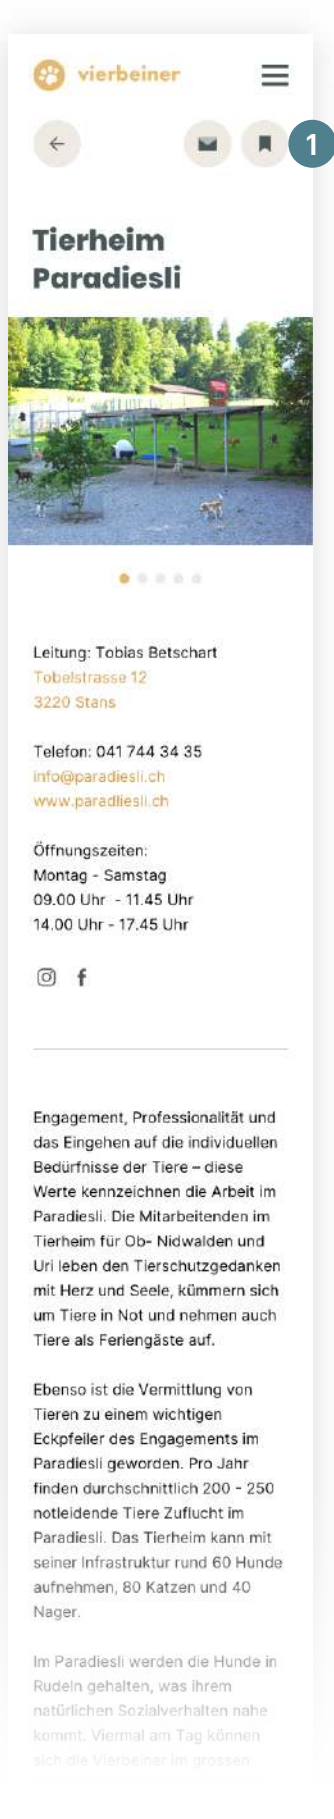 vierbeiner
1
Tierheim
Paradiesli
Leitung: Tobias Betschart
Tobelstrasse 12
3220 Stans
Telefon: 041 744 34 35
info@paradiesli.ch
www.paradliesli.ch
Öffnungszeiten:
Montag - Samstag
09.00 Uhr - 11.45 Uhr
14.00 Uhr - 17.45 Uhr
Engagement, Professionalität und
das Eingehen auf die individuellen
Bedürfnisse der Tiere – diese
Werte kennzeichnen die Arbeit im
Paradiesli. Die Mitarbeitenden im
Tierheim für Ob- Nidwalden und
Uri leben den Tierschutzgedanken
mit Herz und Seele, kümmern sich
um Tiere in Not und nehmen auch
Tiere als Feriengäste auf.
Ebenso ist die Vermittlung von
Tieren zu einem wichtigen
Eckpfeiler des Engagements im
Paradiesli geworden. Pro Jahr
finden durchschnittlich 200 - 250
notleidende Tiere Zuflucht im
Paradiesli. Das Tierheim kann mit
seiner Infrastruktur rund 60 Hunde
aufnehmen, 80 Katzen und 40
Nager.
Im Paradiesli werden die Hunde in
Rudeln gehalten, was ihrem
natürlichen Sozialverhalten nahe
kommt. Viermal am Tag können
sich die Vierbeiner im grossen